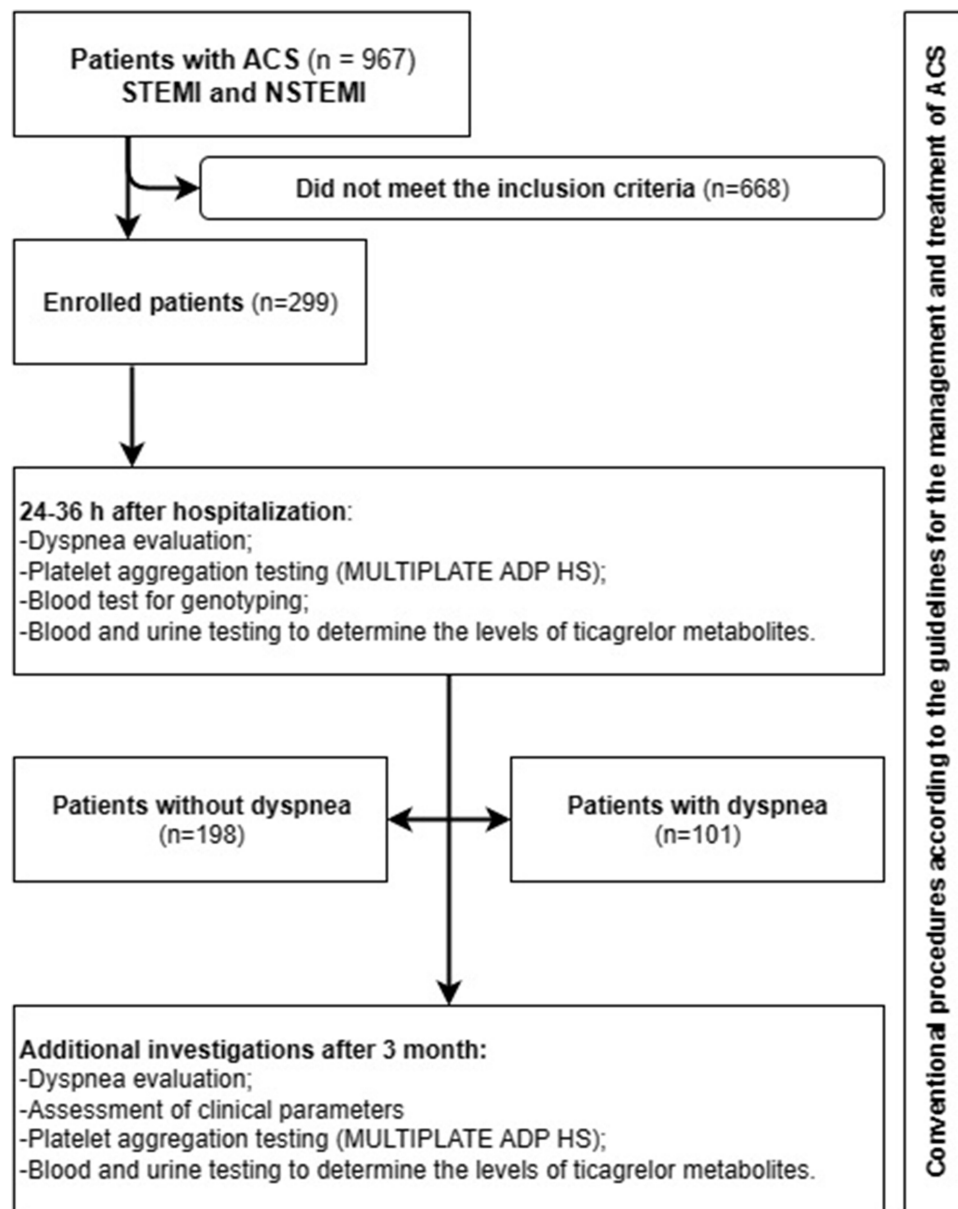 Patients with ACS (n = 967)
STEMI and NSTEMI
Did not meet the inclusion criteria (n=668)
Enrolled patients (n=299)
24-36 h after hospitalization:
-Dyspnea evaluation;
-Platelet aggregation testing (MULTIPLATE ADP HS);
-Blood test for genotyping;
-Blood and urine testing to determine the levels of ticagrelor metabolites.
Patients without dyspnea
(n=198)
Patients with dyspnea
(n=101)
Additional investigations after 3 month:
-Dyspnea evaluation;
-Assessment of clinical parameters
-Platelet aggregation testing (MULTIPLATE ADP HS);
-Blood and urine testing to determine the levels of ticagrelor metabolites.
Conventional procedures according to the guidelines for the management and treatment of ACS